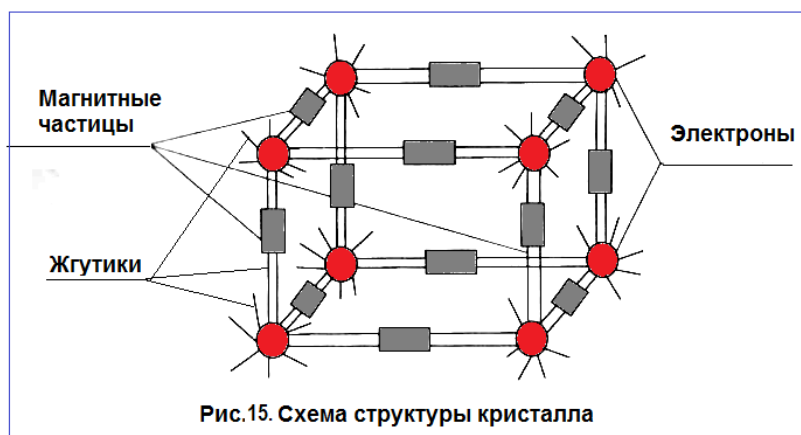 Магнитные
частицы
Электроны
Жгутики
Рис.15. Схема структуры кристалла